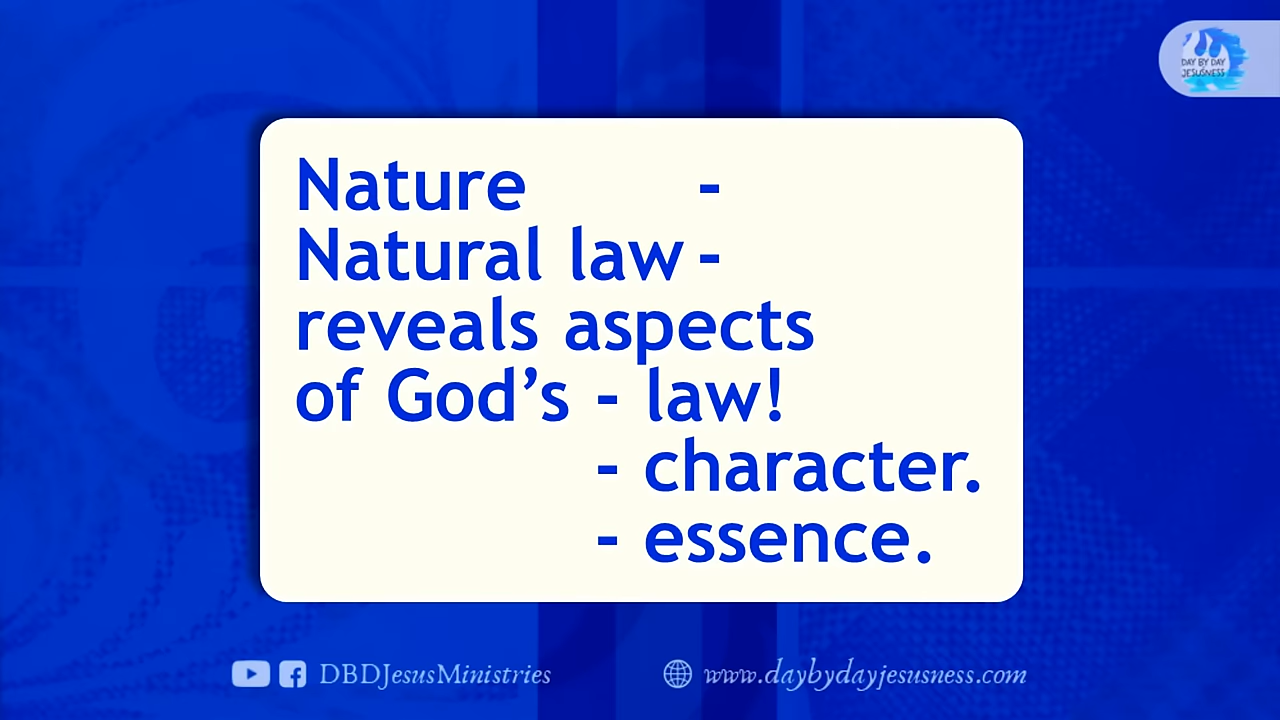 DAY BY DAY
JESUSNESS
Nature -
Natural law -
reveals aspects
of God’s - law!
- character.
- essence.
DBDJesusMinistries
www.daybydayjesusness.com